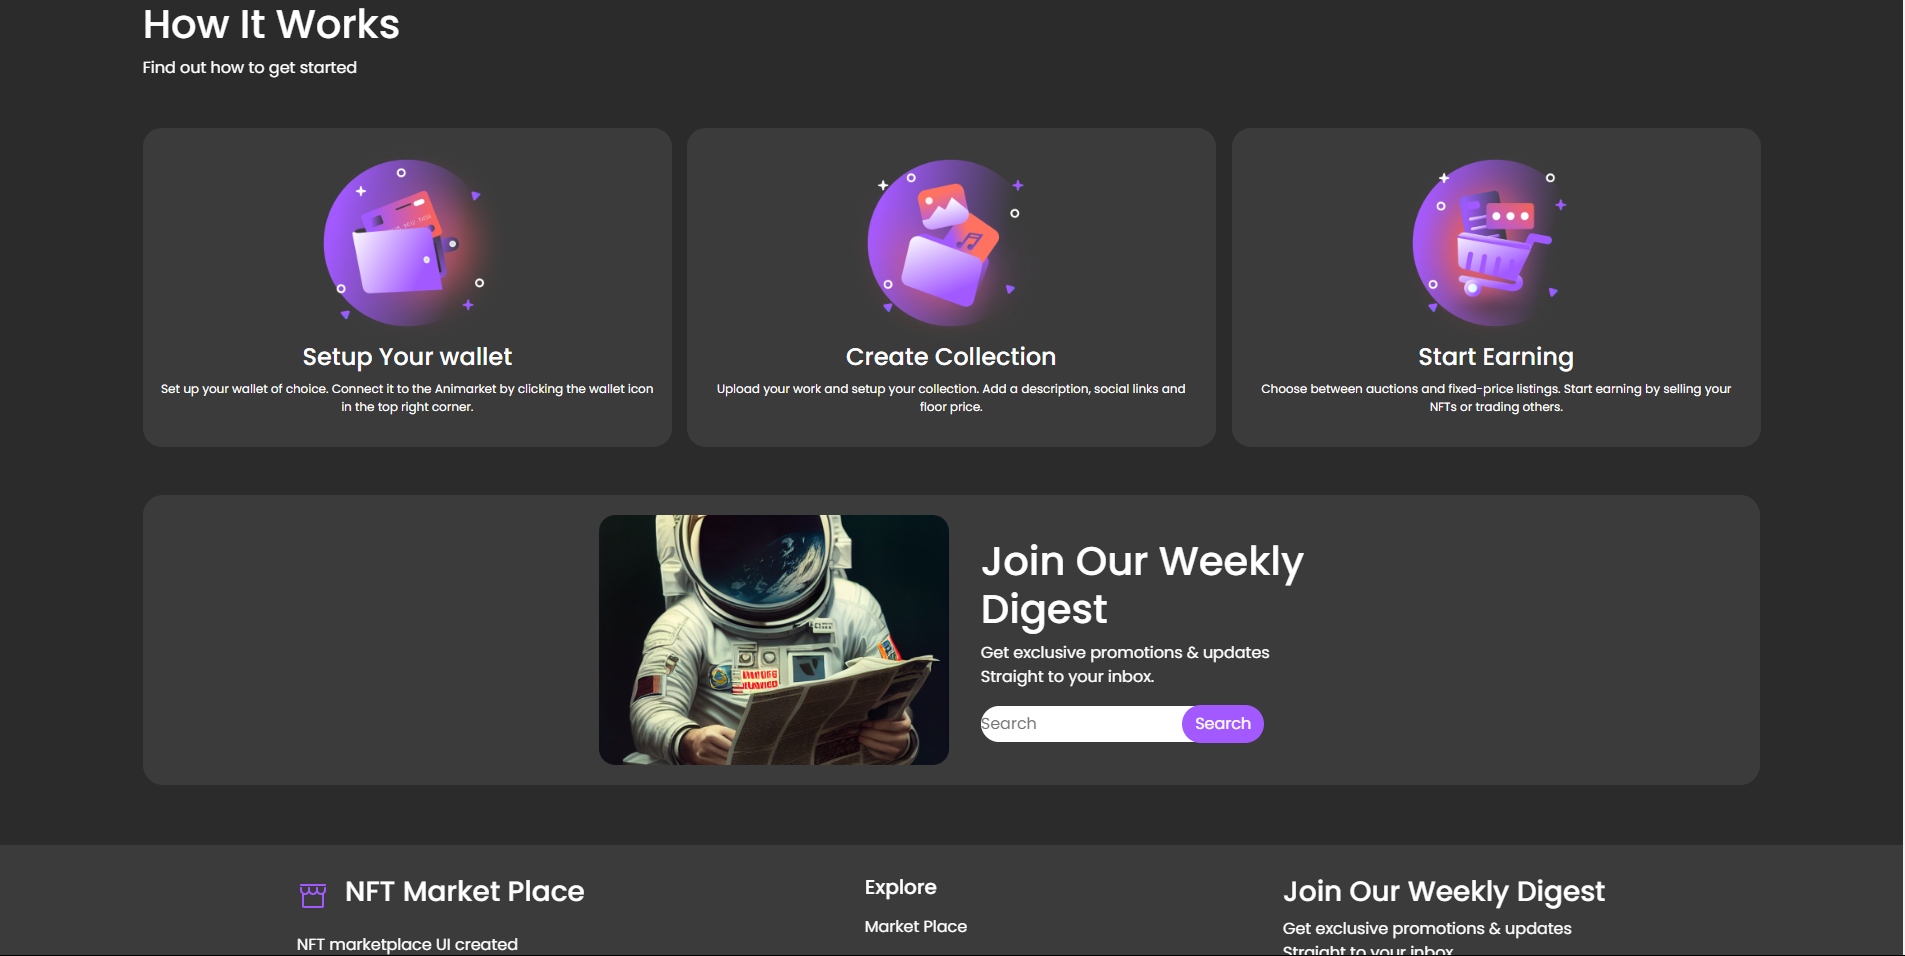 How It Works
Find out how to get started
Setup Your wallet
Set up your wallet of choice. Connect it to the Animarket by clicking the wallet icon
in the top right corner.
Create Collection
Upload your work and setup your collection. Add a description, social links and
floor price.
Start Earning
Choose between auctions and fixed-price listings. Start earning by selling your
NFTs or trading others.
Join Our Weekly
Digest
Get exclusive promotions & updates
Straight to your inbox.
Search
Search
NFT Market Place
NFT marketplace UI created
Explore
Market Place
Join Our Weekly Digest
Get exclusive promotions & updates
Straight to your inbox